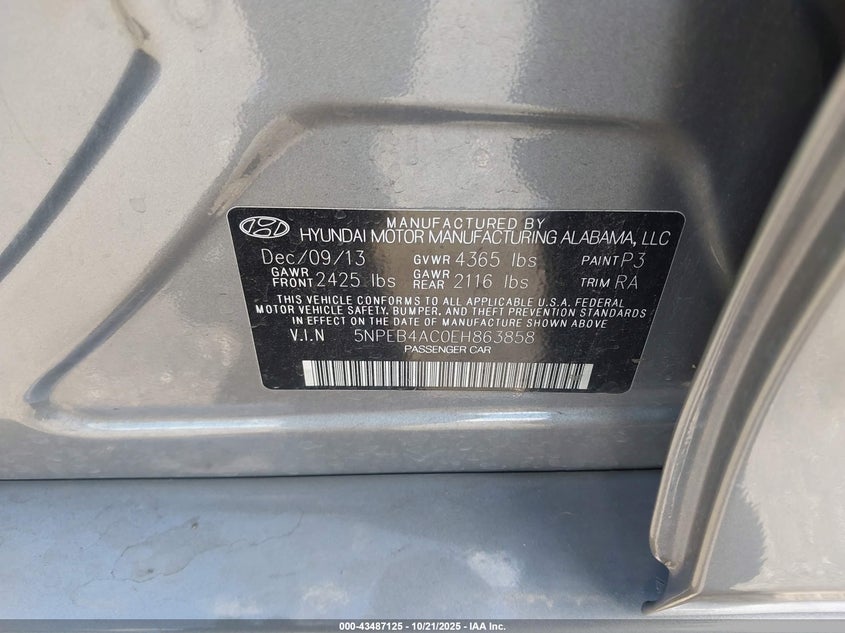 MANUFACTURED BY
HYUNDAI MOTOR MANUFACTURING ALABAMA, LLC
Dec/09/13 GVWR 4365 lbs PAINT P3
GAWR FRONT 2425 lbs GAWR REAR 2116 lbs TRIM RA
THIS VEHICLE CONFORMS TO ALL APPLICABLE U.S.A. FEDERAL
MOTOR VEHICLE SAFETY, BUMPER, AND THEFT PREVENTION STANDARDS
IN EFFECT ON THE DATE OF MANUFACTURE SHOWN ABOVE
V.I.N 5NPEB4AC0EH863858
PASSENGER CAR
000-43487125 - 10/21/2025 - IAA Inc.